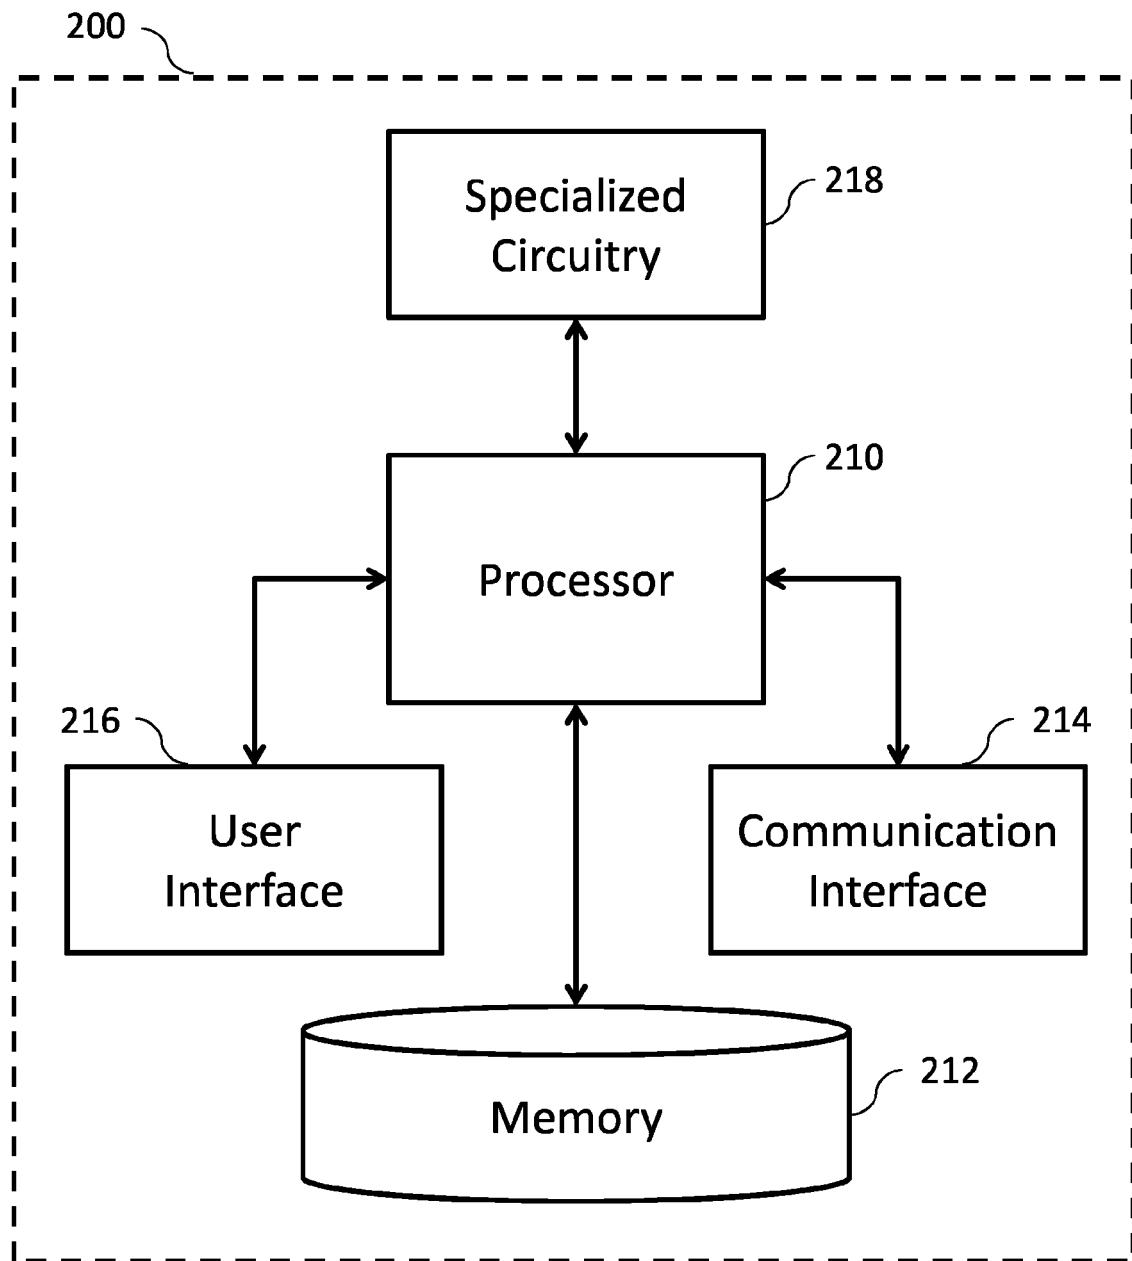 200
Specialized
Circuitry
218
210
Processor
216
214
User
Interface
Communication
Interface
212
Memory